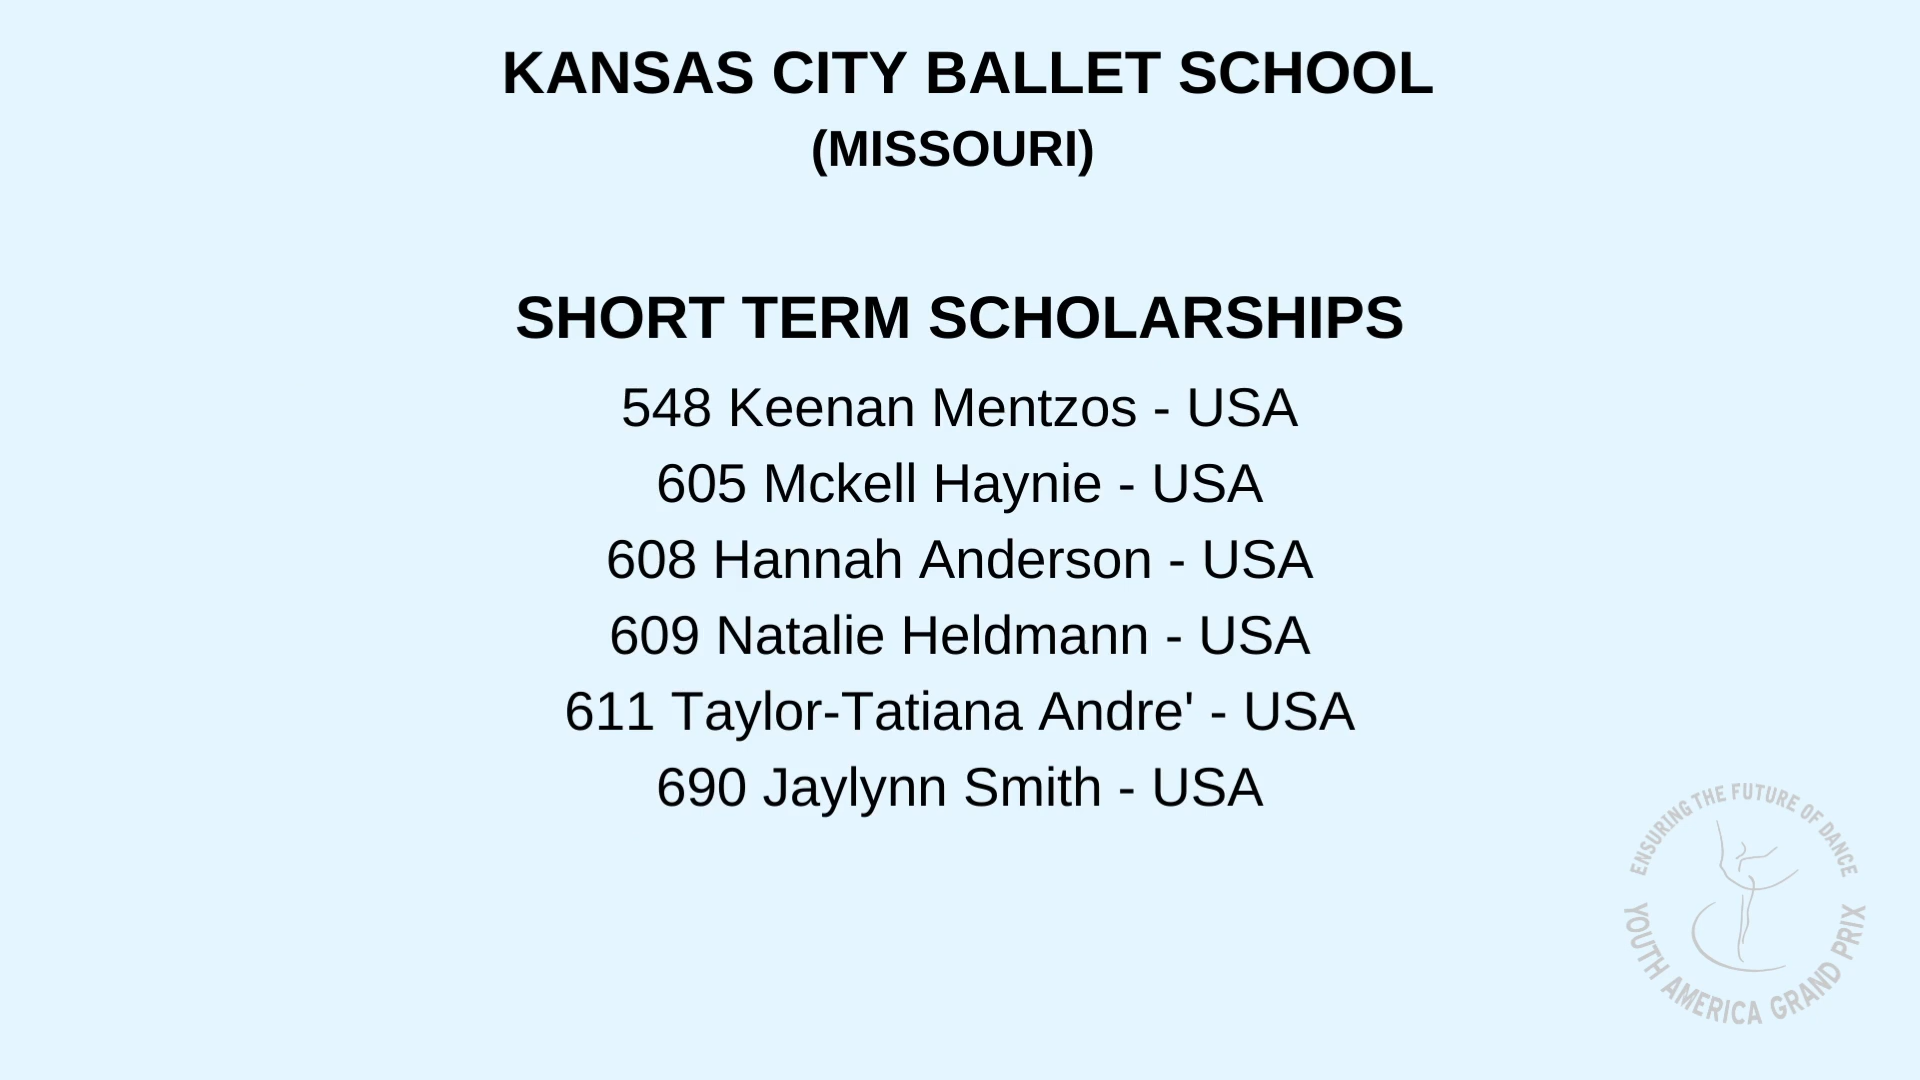 KANSAS CITY BALLET SCHOOL
(MISSOURI)
SHORT TERM SCHOLARSHIPS
548 Keenan Mentzos - USA
605 Mckell Haynie - USA
608 Hannah Anderson - USA
609 Natalie Heldmann - USA
611 Taylor-Tatiana Andre' - USA
690 Jaylynn Smith - USA
ENSURING THE FUTURE OF DANCE
YOUTH AMERICA GRAND PRIX